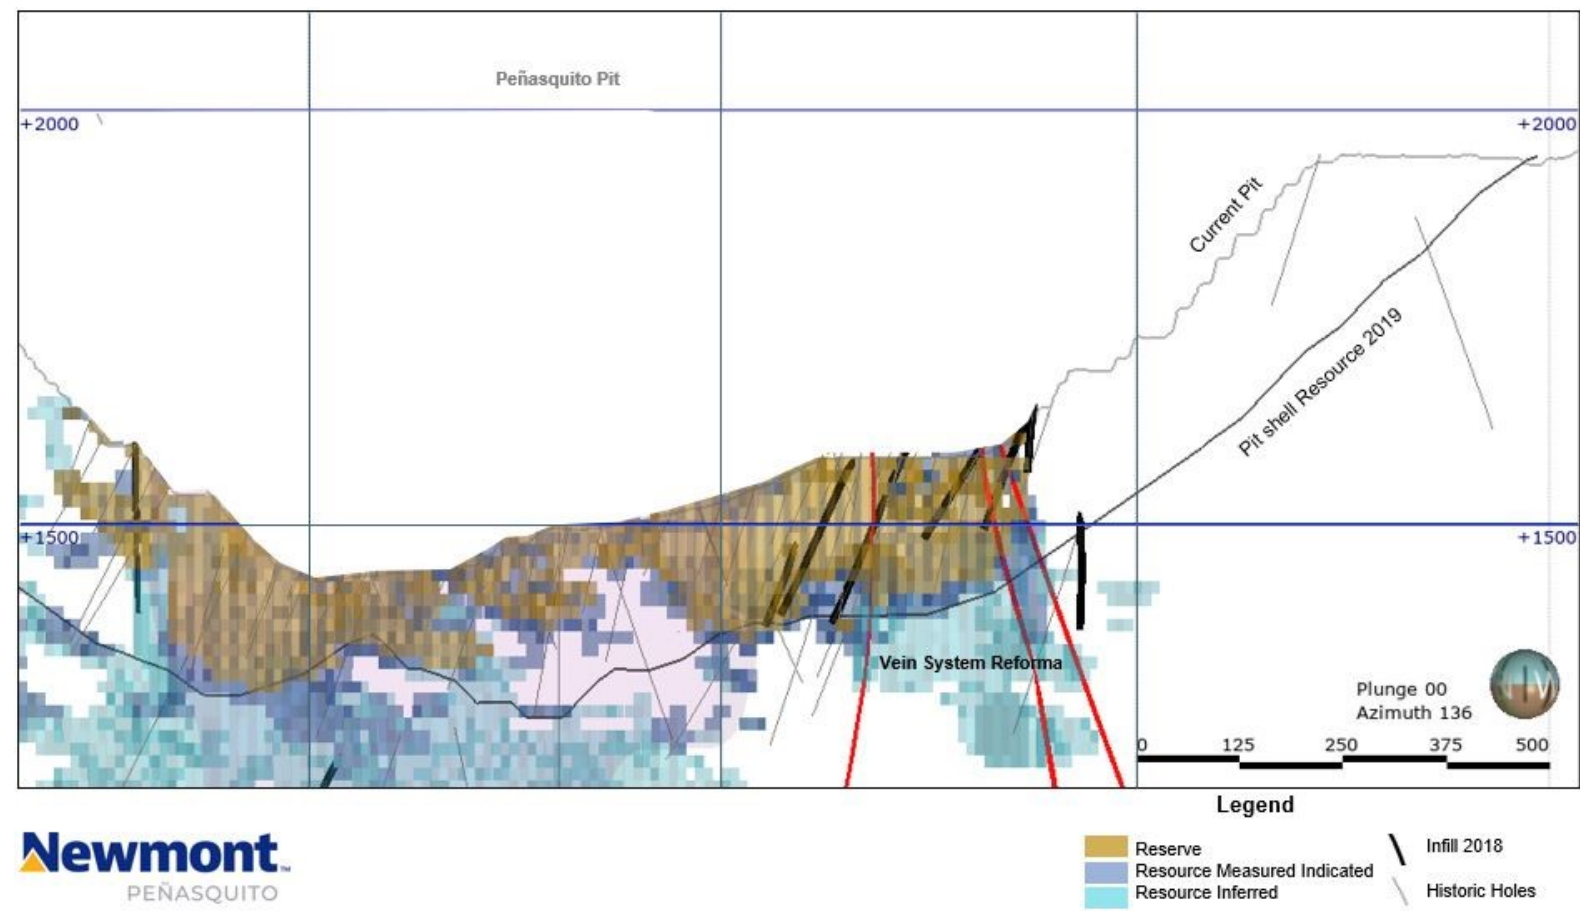 Peñasquito Pit
+2000
+2000
Current Pit
Pit shell Resource 2019
+1500
+1500
Vein System Reforma
Plunge 00
Azimuth 136
0 125 250 375 500
Legend
Reserve
Resource Measured Indicated
Resource Inferred
Infill 2018
Historic Holes
Newmont™
PEÑASQUITO